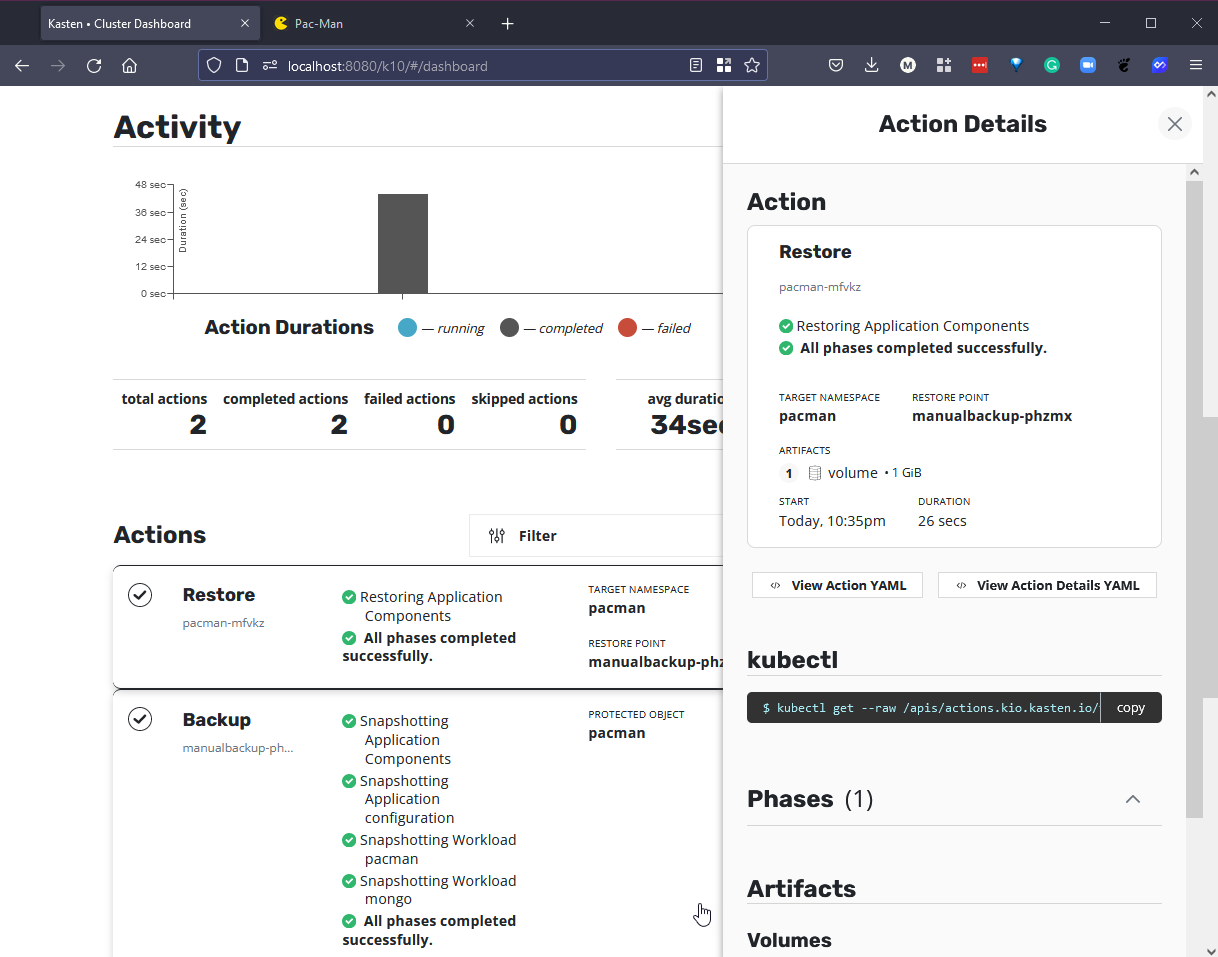 Kasten • Cluster Dashboard
Pac-Man
localhost:8080/k10/#/dashboard
Activity
48 sec
36 sec
24 sec
12 sec
0 sec
Duration (sec)
Action Durations
— running
— completed
— failed
total actions
2
completed actions
2
failed actions
0
skipped actions
0
avg duratio
34sec
Actions
Filter
Restore
pacman-mfvkz
Restoring Application
Components
All phases completed
successfully.
TARGET NAMESPACE
pacman
RESTORE POINT
manualbackup-phz
Backup
manualbackup-ph...
Snapshotting
Application
Components
Snapshotting
Application
configuration
Snapshotting Workload
pacman
Snapshotting Workload
mongo
All phases completed
successfully.
PROTECTED OBJECT
pacman
Action Details
Action
Restore
pacman-mfvkz
Restoring Application Components
All phases completed successfully.
TARGET NAMESPACE
pacman
RESTORE POINT
manualbackup-phzmx
ARTIFACTS
1 volume • 1 GiB
START
Today, 10:35pm
DURATION
26 secs
</> View Action YAML
</> View Action Details YAML
kubectl
$ kubectl get --raw /apis/actions.kio.kasten.io/
copy
Phases (1)
Artifacts
Volumes